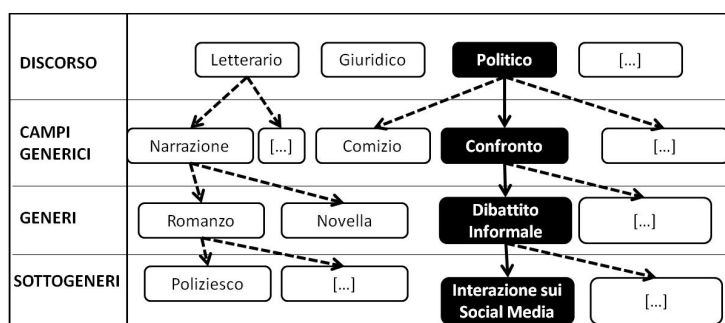 DISCORSO
Letterario
Giuridico
Politico
[...]
CAMPI
GENERICI
Narrazione
[...]
Comizio
Confronto
[...]
GENERI
Romanzo
Novella
Dibattito
Informale
[...]
SOTTOGENERI
Poliziesco
[...]
Interazione sui
Social Media
[...]